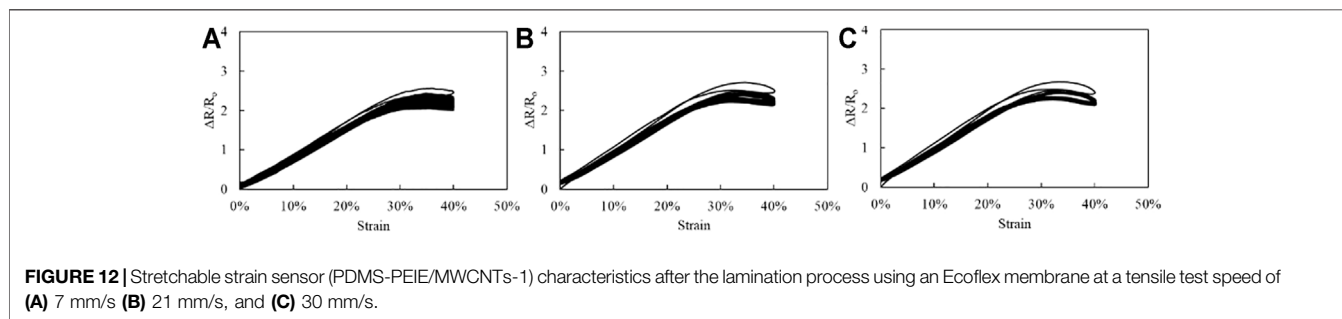 A
4
3
2
1
0
ΔR/Rₒ
0% 10% 20% 30% 40% 50%
Strain
B
4
3
2
1
0
ΔR/Rₒ
0% 10% 20% 30% 40% 50%
Strain
C
4
3
2
1
0
ΔR/Rₒ
0% 10% 20% 30% 40% 50%
Strain
FIGURE 12 | Stretchable strain sensor (PDMS-PEIE/MWCNTs-1) characteristics after the lamination process using an Ecoflex membrane at a tensile test speed of
(A) 7 mm/s (B) 21 mm/s, and (C) 30 mm/s.